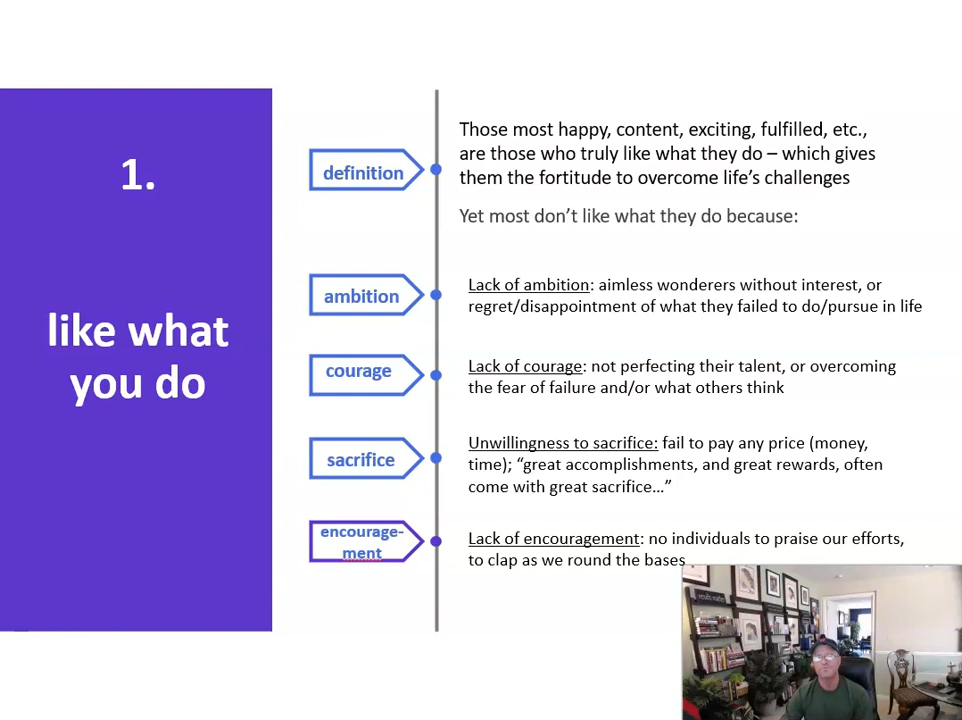 1.
like what
you do
definition
Those most happy, content, exciting, fulfilled, etc.,
are those who truly like what they do – which gives
them the fortitude to overcome life’s challenges
Yet most don’t like what they do because:
ambition
Lack of ambition: aimless wonderers without interest, or
regret/disappointment of what they failed to do/pursue in life
courage
Lack of courage: not perfecting their talent, or overcoming
the fear of failure and/or what others think
sacrifice
Unwillingness to sacrifice: fail to pay any price (money,
time); “great accomplishments, and great rewards, often
come with great sacrifice…”
encourage-
ment
Lack of encouragement: no individuals to praise our efforts,
to clap as we round the bases